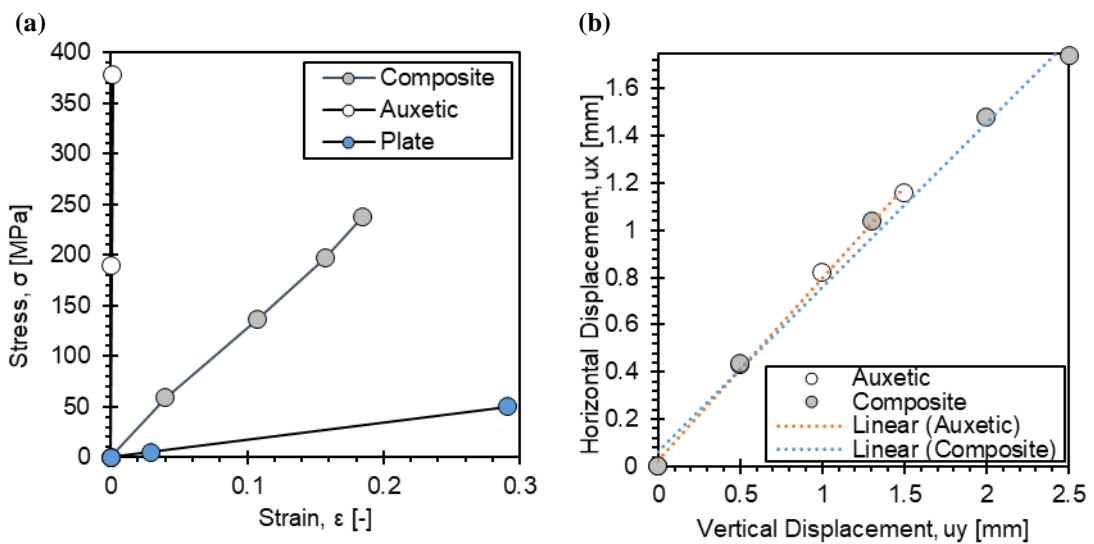 (a)
400
350
300
250
200
150
100
50
0
Stress, σ [MPa]
Composite
Auxetic
Plate
0
0.1
0.2
0.3
Strain, ε [-]
(b)
1.6
1.4
1.2
1
0.8
0.6
0.4
0.2
0
Horizontal Displacement, ux [mm]
Auxetic
Composite
Linear (Auxetic)
Linear (Composite)
0
0.5
1
1.5
2
2.5
Vertical Displacement, uy [mm]